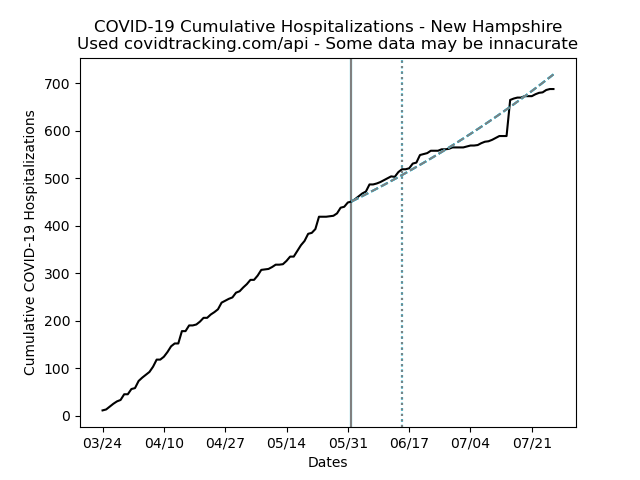 COVID-19 Cumulative Hospitalizations - New Hampshire
Used covidtracking.com/api - Some data may be innacurate
Cumulative COVID-19 Hospitalizations
700
600
500
400
300
200
100
0
03/24 04/10 04/27 05/14 05/31 06/17 07/04 07/21
Dates